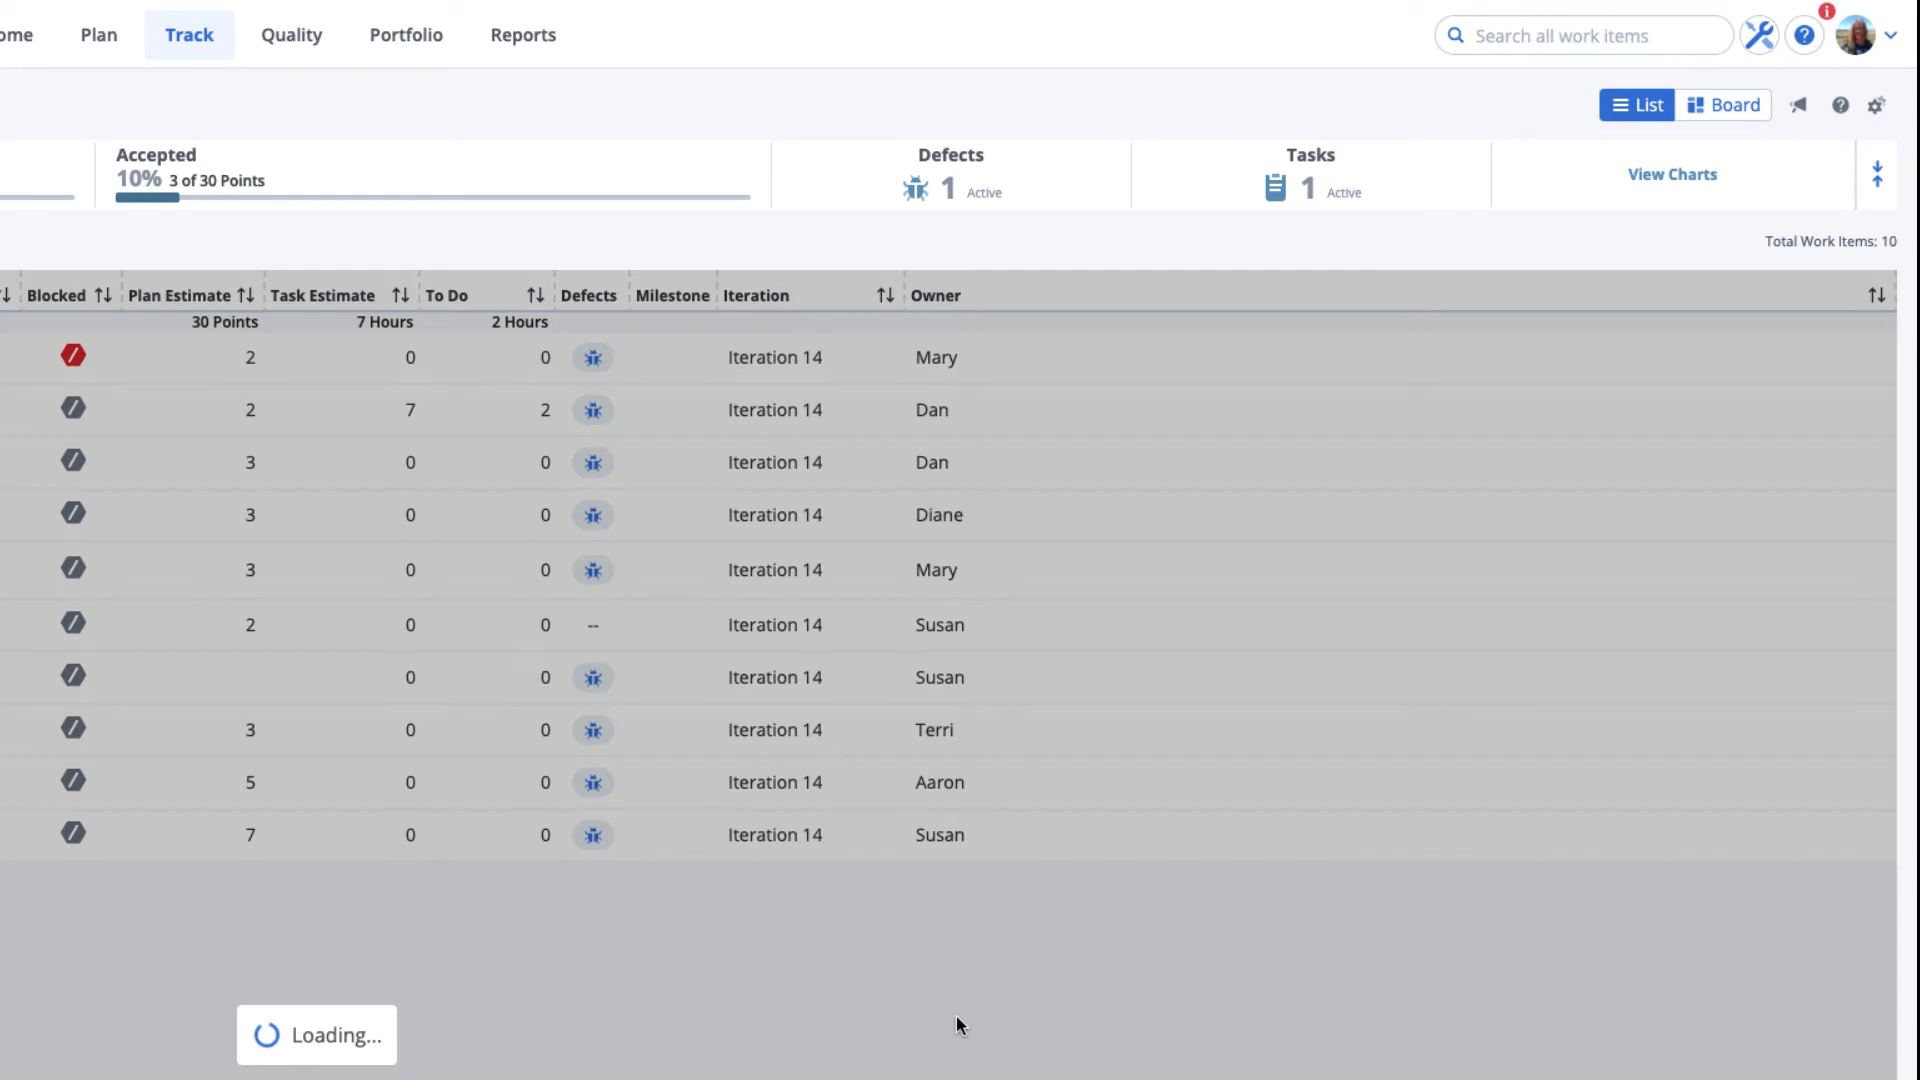 ome Plan Track Quality Portfolio Reports Search all work items ? i
List Board ?
Accepted Defects Tasks
10% 3 of 30 Points 1 Active 1 Active View Charts
Total Work Items: 10
Blocked Plan Estimate Task Estimate To Do Defects Milestone Iteration Owner
30 Points 7 Hours 2 Hours
2 0 0 Iteration 14 Mary
2 7 2 Iteration 14 Dan
3 0 0 Iteration 14 Dan
3 0 0 Iteration 14 Diane
3 0 0 Iteration 14 Mary
2 0 0 -- Iteration 14 Susan
0 0 Iteration 14 Susan
3 0 0 Iteration 14 Terri
5 0 0 Iteration 14 Aaron
7 0 0 Iteration 14 Susan
Loading...